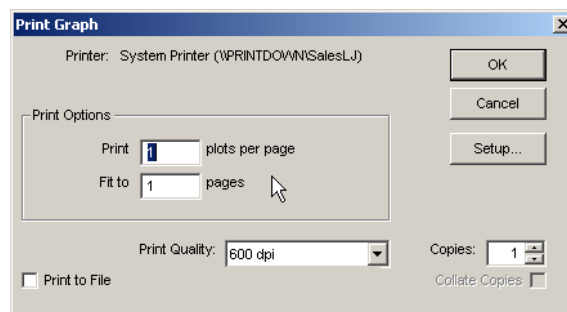 Print Graph
Printer: System Printer (\\PRINTDOWN\SalesLJ)
OK
Cancel
Print Options
Print 1 plots per page
Setup...
Fit to 1 pages
Print Quality: 600 dpi
Copies: 1
Print to File
Collate Copies